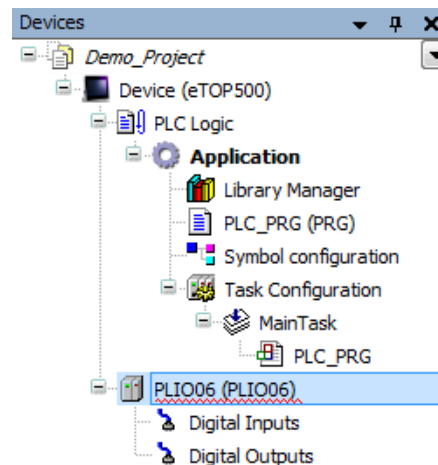 Devices
Demo_Project
Device (eTOP500)
PLC Logic
Application
Library Manager
PLC_PRG (PRG)
Symbol configuration
Task Configuration
MainTask
PLC_PRG
PLIO06 (PLIO06)
Digital Inputs
Digital Outputs